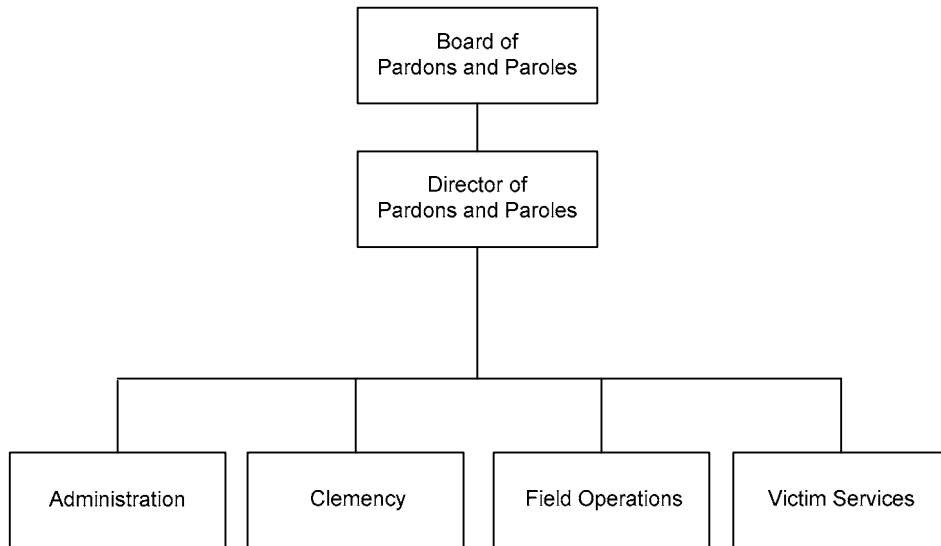 Board of
Pardons and Paroles
Director of
Pardons and Paroles
Administration
Clemency
Field Operations
Victim Services